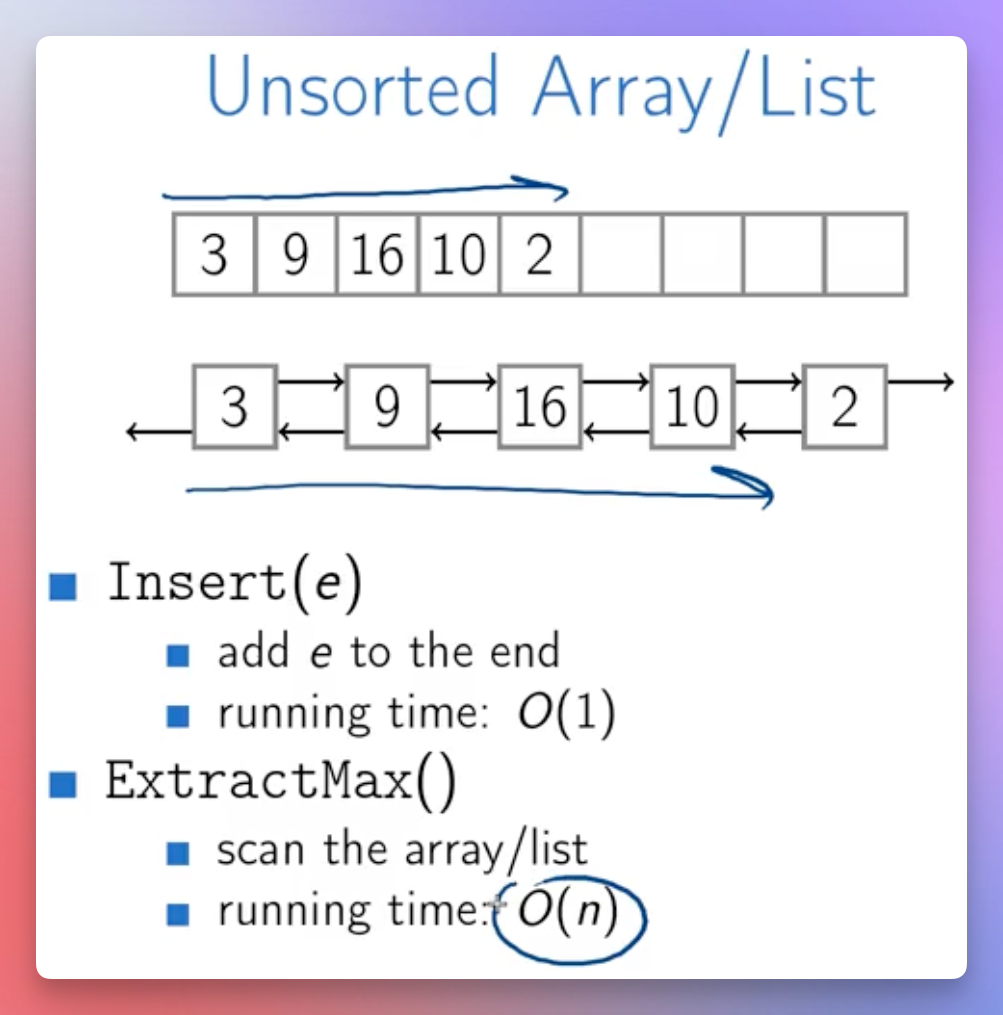 Unsorted Array/List
3 9 16 10 2
3 9 16 10 2
Insert(e)
add e to the end
running time: O(1)
ExtractMax()
scan the array/list
running time: O(n)